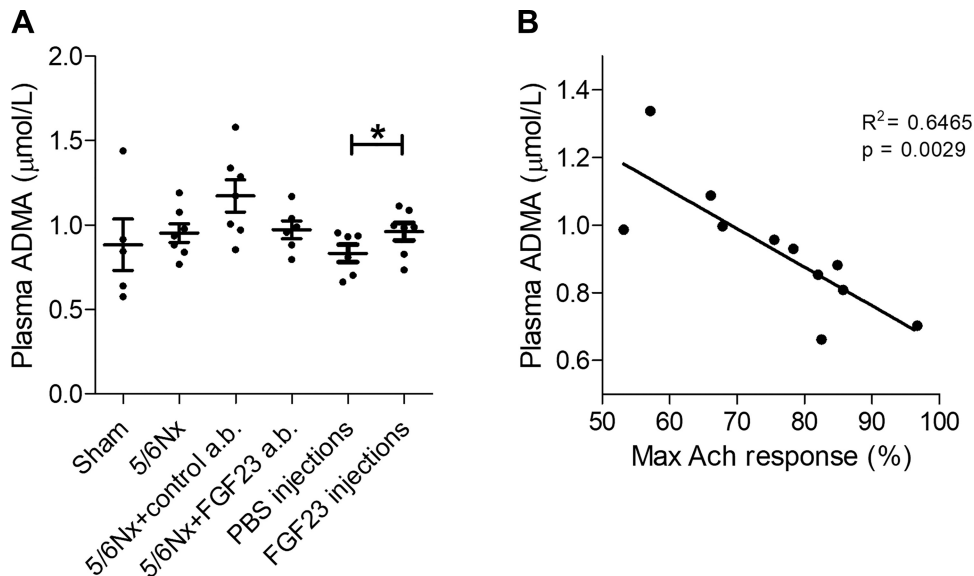 A
Plasma ADMA (μmol/L)
2.0
1.5
1.0
0.5
0.0
*
Sham
5/6Nx
5/6Nx+control a.b.
5/6Nx+FGF23 a.b.
PBS injections
FGF23 injections
B
Plasma ADMA (μmol/L)
1.4
1.2
1.0
0.8
0.6
R²= 0.6465
p = 0.0029
50 60 70 80 90 100
Max Ach response (%)